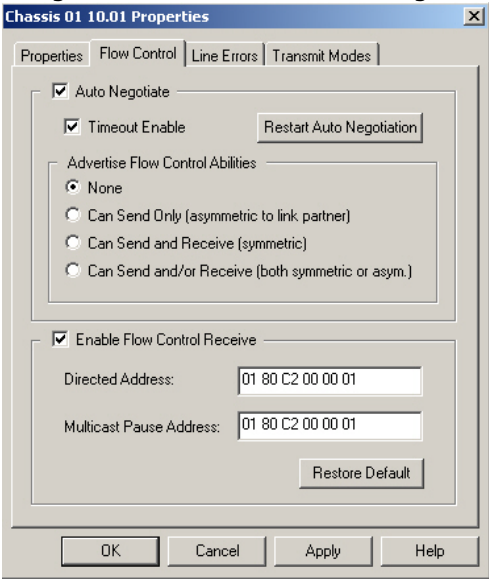 Chassis 01 10.01 Properties
Properties Flow Control Line Errors Transmit Modes
Auto Negotiate
Timeout Enable Restart Auto Negotiation
Advertise Flow Control Abilities
None
Can Send Only (asymmetric to link partner)
Can Send and Receive (symmetric)
Can Send and/or Receive (both symmetric or asym.)
Enable Flow Control Receive
Directed Address: 01 80 C2 00 00 01
Multicast Pause Address: 01 80 C2 00 00 01
Restore Default
OK Cancel Apply Help